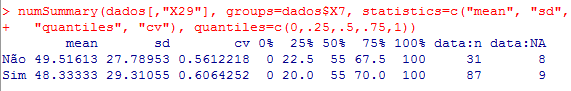 > numSummary(dados[,"X29"], groups=dados$X7, statistics=c("mean", "sd",
+ "quantiles", "cv"), quantiles=c(0,.25,.5,.75,1))
mean sd cv 0% 25% 50% 75% 100% data:n data:NA
Não 49.51613 27.78953 0.5612218 0 22.5 55 67.5 100 31 8
Sim 48.33333 29.31055 0.6064252 0 20.0 55 70.0 100 87 9